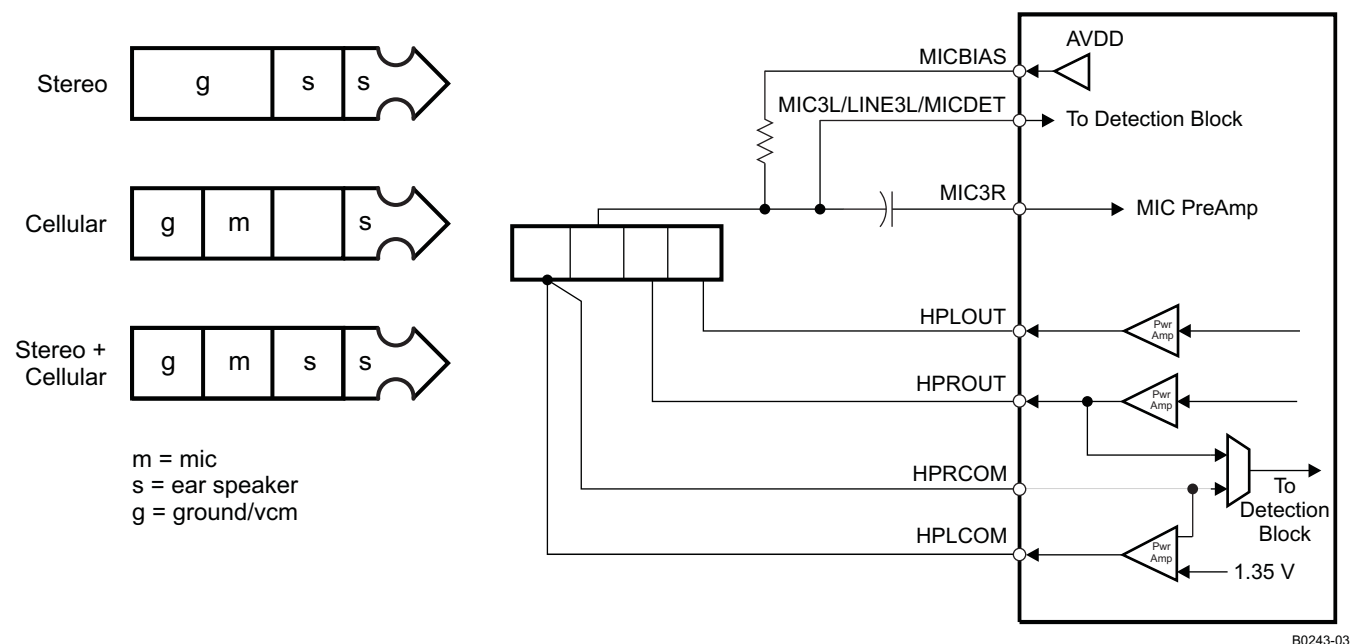 Stereo
g s s
Cellular
g m s
Stereo +
Cellular
g m s s
m = mic
s = ear speaker
g = ground/vcm
MICBIAS
AVDD
MIC3L/LINE3L/MICDET
To Detection Block
MIC3R
MIC PreAmp
HPLOUT
Pwr
Amp
HPROUT
Pwr
Amp
HPRCOM
To
Detection
Block
HPLCOM
Pwr
Amp
1.35 V
B0243-03